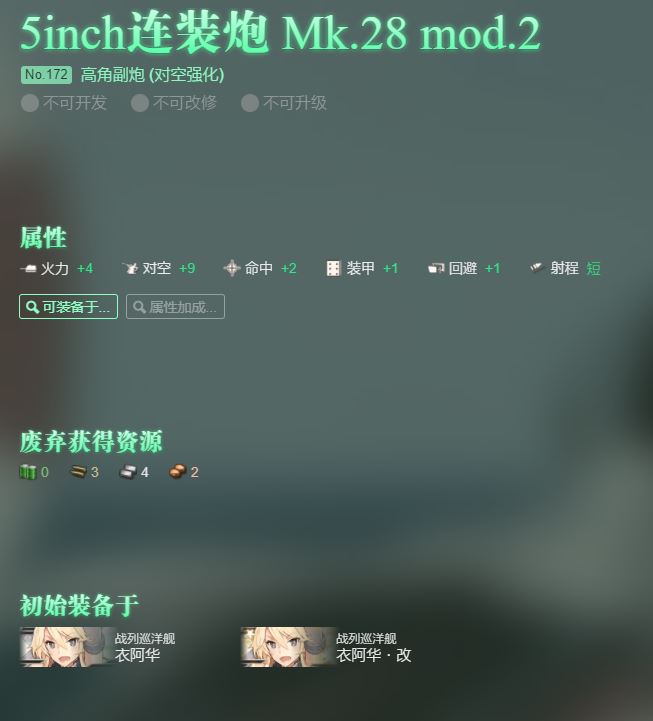 5inch连装炮 Mk.28 mod.2
No.172 高角副炮 (对空强化)
不可开发 不可改修 不可升级
属性
火力 +4 对空 +9 命中 +2 装甲 +1 回避 +1 射程 短
可装备于... 属性加成...
废弃获得资源
0 3 4 2
初始装备于
战列巡洋舰 战列巡洋舰
衣阿华 衣阿华·改